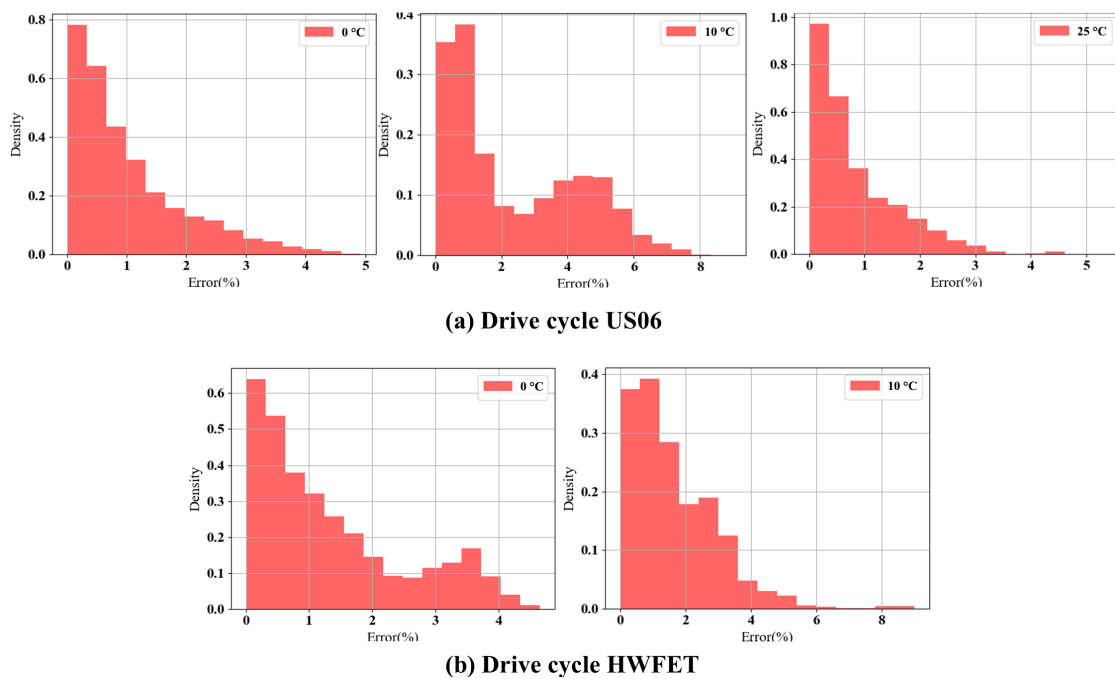 0 °C
Density
0.8
0.6
0.4
0.2
0.0
0 1 2 3 4 5
Error(%)
10 °C
Density
0.4
0.3
0.2
0.1
0.0
0 2 4 6 8
Error(%)
25 °C
Density
1.0
0.8
0.6
0.4
0.2
0.0
0 1 2 3 4 5
Error(%)
(a) Drive cycle US06
0 °C
Density
0.6
0.5
0.4
0.3
0.2
0.1
0.0
0 1 2 3 4
Error(%)
10 °C
Density
0.4
0.3
0.2
0.1
0.0
0 2 4 6 8
Error(%)
(b) Drive cycle HWFET